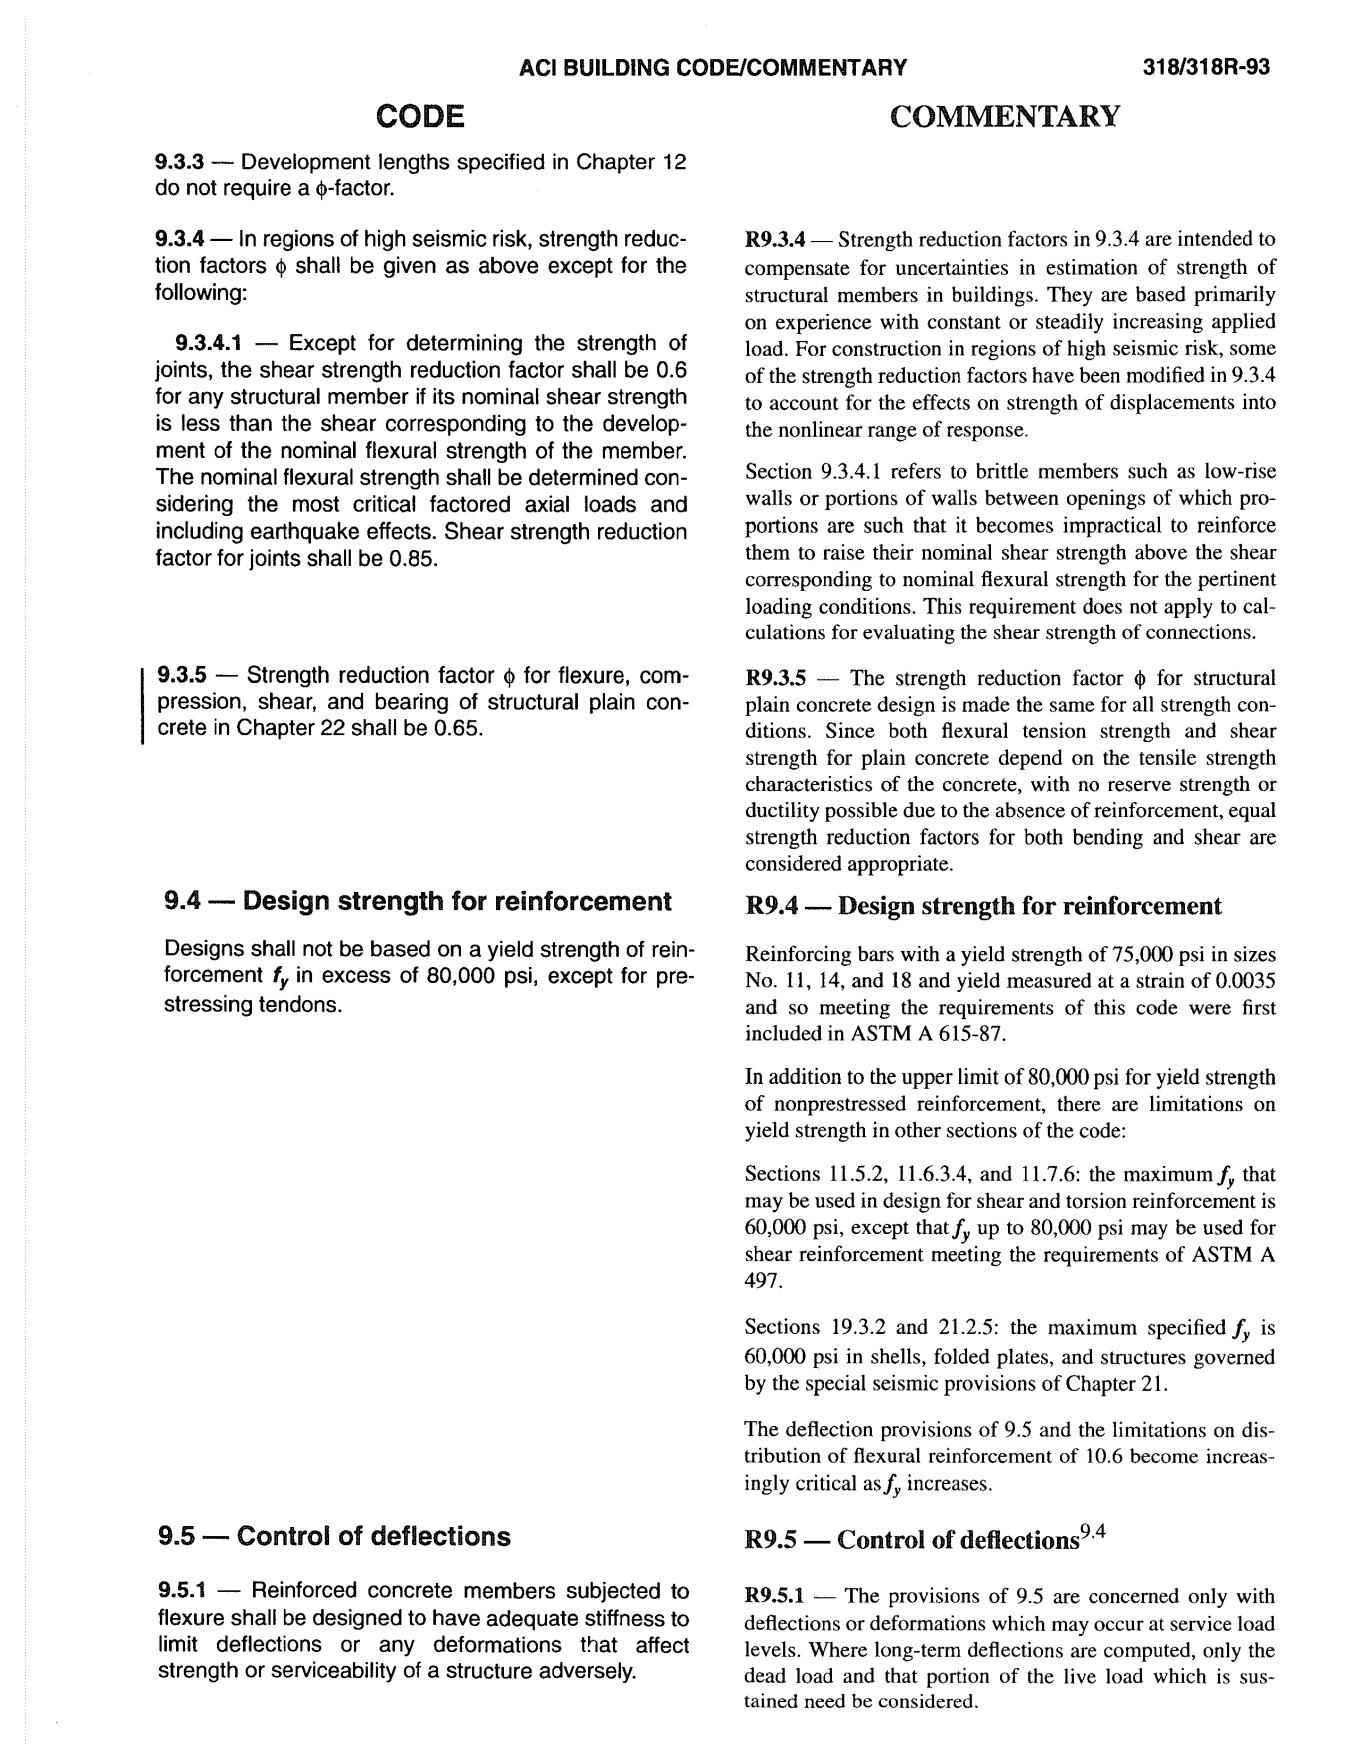 ACI BUILDING CODE/COMMENTARY 318/318R-93
CODE
9.3.3 — Development lengths specified in Chapter 12
do not require a ϕ-factor.
9.3.4 — In regions of high seismic risk, strength reduc-
tion factors ϕ shall be given as above except for the
following:
9.3.4.1 — Except for determining the strength of
joints, the shear strength reduction factor shall be 0.6
for any structural member if its nominal shear strength
is less than the shear corresponding to the develop-
ment of the nominal flexural strength of the member.
The nominal flexural strength shall be determined con-
sidering the most critical factored axial loads and
including earthquake effects. Shear strength reduction
factor for joints shall be 0.85.
9.3.5 — Strength reduction factor ϕ for flexure, com-
pression, shear, and bearing of structural plain con-
crete in Chapter 22 shall be 0.65.
9.4 — Design strength for reinforcement
Designs shall not be based on a yield strength of rein-
forcement fy in excess of 80,000 psi, except for pre-
stressing tendons.
9.5 — Control of deflections
9.5.1 — Reinforced concrete members subjected to
flexure shall be designed to have adequate stiffness to
limit deflections or any deformations that affect
strength or serviceability of a structure adversely.
COMMENTARY
R9.3.4 — Strength reduction factors in 9.3.4 are intended to
compensate for uncertainties in estimation of strength of
structural members in buildings. They are based primarily
on experience with constant or steadily increasing applied
load. For construction in regions of high seismic risk, some
of the strength reduction factors have been modified in 9.3.4
to account for the effects on strength of displacements into
the nonlinear range of response.
Section 9.3.4.1 refers to brittle members such as low-rise
walls or portions of walls between openings of which pro-
portions are such that it becomes impractical to reinforce
them to raise their nominal shear strength above the shear
corresponding to nominal flexural strength for the pertinent
loading conditions. This requirement does not apply to cal-
culations for evaluating the shear strength of connections.
R9.3.5 — The strength reduction factor ϕ for structural
plain concrete design is made the same for all strength con-
ditions. Since both flexural tension strength and shear
strength for plain concrete depend on the tensile strength
characteristics of the concrete, with no reserve strength or
ductility possible due to the absence of reinforcement, equal
strength reduction factors for both bending and shear are
considered appropriate.
R9.4 — Design strength for reinforcement
Reinforcing bars with a yield strength of 75,000 psi in sizes
No. 11, 14, and 18 and yield measured at a strain of 0.0035
and so meeting the requirements of this code were first
included in ASTM A 615-87.
In addition to the upper limit of 80,000 psi for yield strength
of nonprestressed reinforcement, there are limitations on
yield strength in other sections of the code:
Sections 11.5.2, 11.6.3.4, and 11.7.6: the maximum fy that
may be used in design for shear and torsion reinforcement is
60,000 psi, except that fy up to 80,000 psi may be used for
shear reinforcement meeting the requirements of ASTM A
497.
Sections 19.3.2 and 21.2.5: the maximum specified fy is
60,000 psi in shells, folded plates, and structures governed
by the special seismic provisions of Chapter 21.
The deflection provisions of 9.5 and the limitations on dis-
tribution of flexural reinforcement of 10.6 become increas-
ingly critical as fy increases.
R9.5 — Control of deflections9.4
R9.5.1 — The provisions of 9.5 are concerned only with
deflections or deformations which may occur at service load
levels. Where long-term deflections are computed, only the
dead load and that portion of the live load which is sus-
tained need be considered.